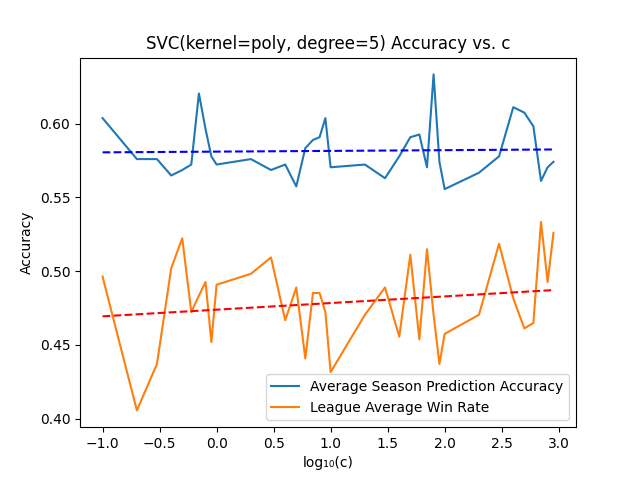 SVC(kernel=poly, degree=5) Accuracy vs. c
Accuracy
0.60
0.55
0.50
0.45
0.40
−1.0 −0.5 0.0 0.5 1.0 1.5 2.0 2.5 3.0
log₁₀(c)
Average Season Prediction Accuracy
League Average Win Rate